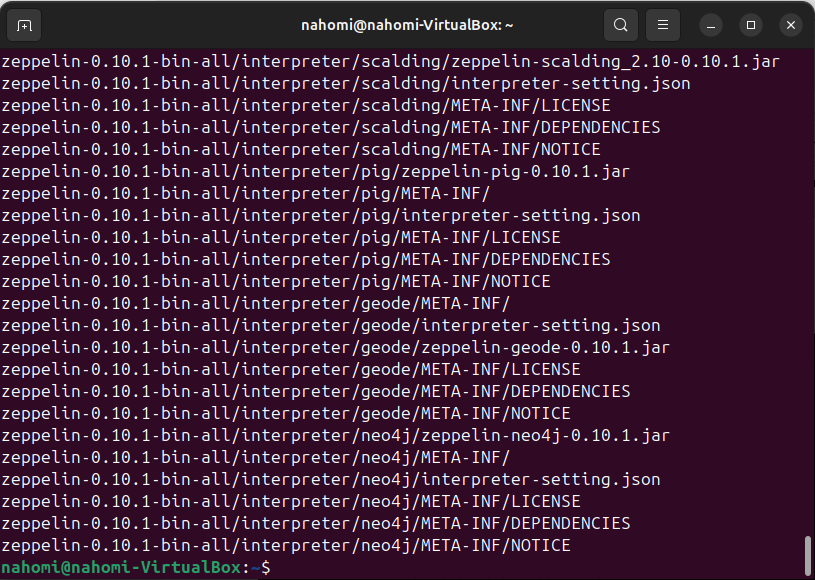 nahomi@nahomi-VirtualBox: ~
zeppelin-0.10.1-bin-all/interpreter/scalding/zeppelin-scalding_2.10-0.10.1.jar
zeppelin-0.10.1-bin-all/interpreter/scalding/interpreter-setting.json
zeppelin-0.10.1-bin-all/interpreter/scalding/META-INF/LICENSE
zeppelin-0.10.1-bin-all/interpreter/scalding/META-INF/DEPENDENCIES
zeppelin-0.10.1-bin-all/interpreter/scalding/META-INF/NOTICE
zeppelin-0.10.1-bin-all/interpreter/pig/zeppelin-pig-0.10.1.jar
zeppelin-0.10.1-bin-all/interpreter/pig/META-INF/
zeppelin-0.10.1-bin-all/interpreter/pig/interpreter-setting.json
zeppelin-0.10.1-bin-all/interpreter/pig/META-INF/LICENSE
zeppelin-0.10.1-bin-all/interpreter/pig/META-INF/DEPENDENCIES
zeppelin-0.10.1-bin-all/interpreter/pig/META-INF/NOTICE
zeppelin-0.10.1-bin-all/interpreter/geode/META-INF/
zeppelin-0.10.1-bin-all/interpreter/geode/interpreter-setting.json
zeppelin-0.10.1-bin-all/interpreter/geode/zeppelin-geode-0.10.1.jar
zeppelin-0.10.1-bin-all/interpreter/geode/META-INF/LICENSE
zeppelin-0.10.1-bin-all/interpreter/geode/META-INF/DEPENDENCIES
zeppelin-0.10.1-bin-all/interpreter/geode/META-INF/NOTICE
zeppelin-0.10.1-bin-all/interpreter/neo4j/zeppelin-neo4j-0.10.1.jar
zeppelin-0.10.1-bin-all/interpreter/neo4j/META-INF/
zeppelin-0.10.1-bin-all/interpreter/neo4j/interpreter-setting.json
zeppelin-0.10.1-bin-all/interpreter/neo4j/META-INF/LICENSE
zeppelin-0.10.1-bin-all/interpreter/neo4j/META-INF/DEPENDENCIES
zeppelin-0.10.1-bin-all/interpreter/neo4j/META-INF/NOTICE
nahomi@nahomi-VirtualBox:~$